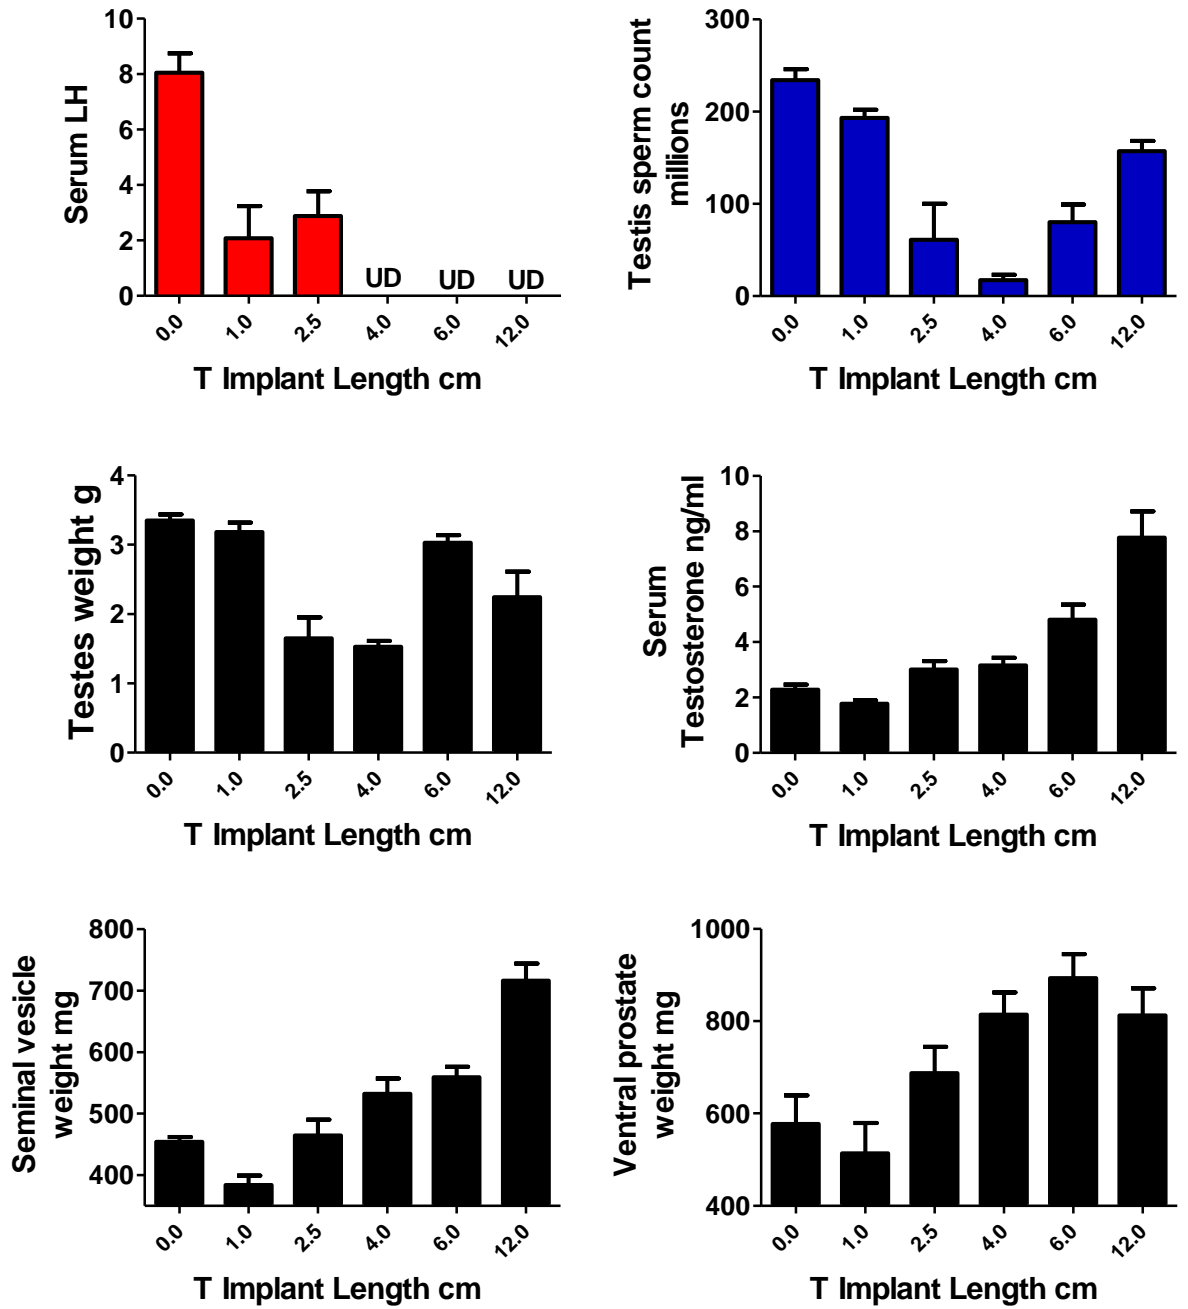 Serum LH
10
8
6
4
2
0
UD UD UD
0.0 1.0 2.5 4.0 6.0 12.0
T Implant Length cm
Testis sperm count
millions
300
200
100
0
0.0 1.0 2.5 4.0 6.0 12.0
T Implant Length cm
Testes weight g
4
3
2
1
0
0.0 1.0 2.5 4.0 6.0 12.0
T Implant Length cm
Serum
Testosterone ng/ml
10
8
6
4
2
0
0.0 1.0 2.5 4.0 6.0 12.0
T Implant Length cm
Seminal vesicle
weight mg
800
700
600
500
400
0.0 1.0 2.5 4.0 6.0 12.0
T Implant Length cm
Ventral prostate
weight mg
1000
800
600
400
0.0 1.0 2.5 4.0 6.0 12.0
T Implant Length cm